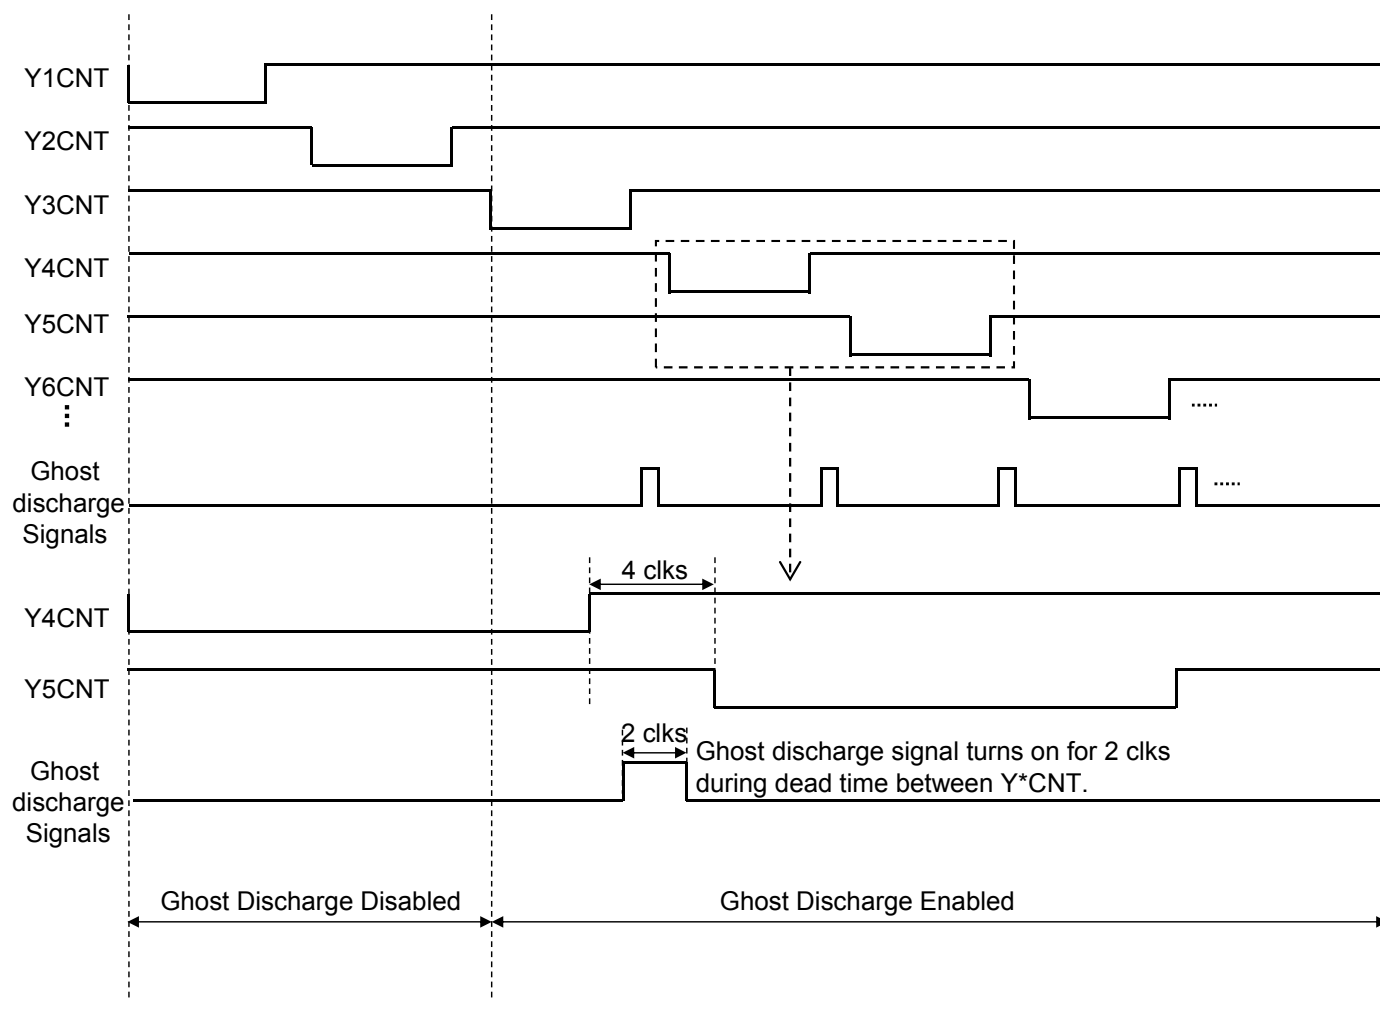 Y1CNT
Y2CNT
Y3CNT
Y4CNT
Y5CNT
Y6CNT
.....
Ghost
discharge
Signals
.....
4 clks
Y4CNT
Y5CNT
2 clks
Ghost discharge signal turns on for 2 clks
during dead time between Y*CNT.
Ghost
discharge
Signals
Ghost Discharge Disabled
Ghost Discharge Enabled